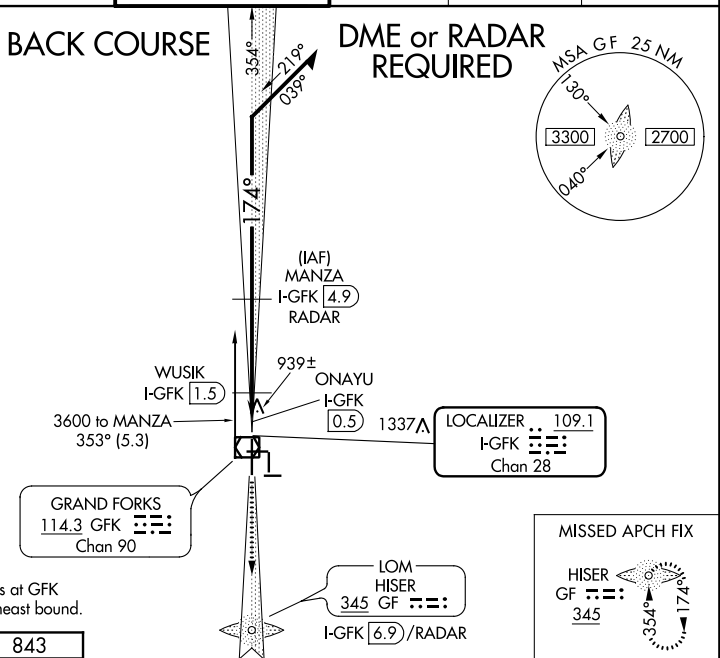 BACK COURSE
DME or RADAR
REQUIRED
354°
219°
039°
MSA GF 25 NM
130°
3300
2700
040°
174°
(IAF)
MANZA
I-GFK 4.9
RADAR
WUSIK
I-GFK 1.5
939±
ONAYU
I-GFK
0.5
3600 to MANZA
353° (5.3)
1337
LOCALIZER 109.1
I-GFK
Chan 28
GRAND FORKS
114.3 GFK
Chan 90
LOM
HISER
345 GF
I-GFK 6.9 /RADAR
MISSED APCH FIX
HISER
GF
345
354°
174°
s at GFK
heast bound.
843